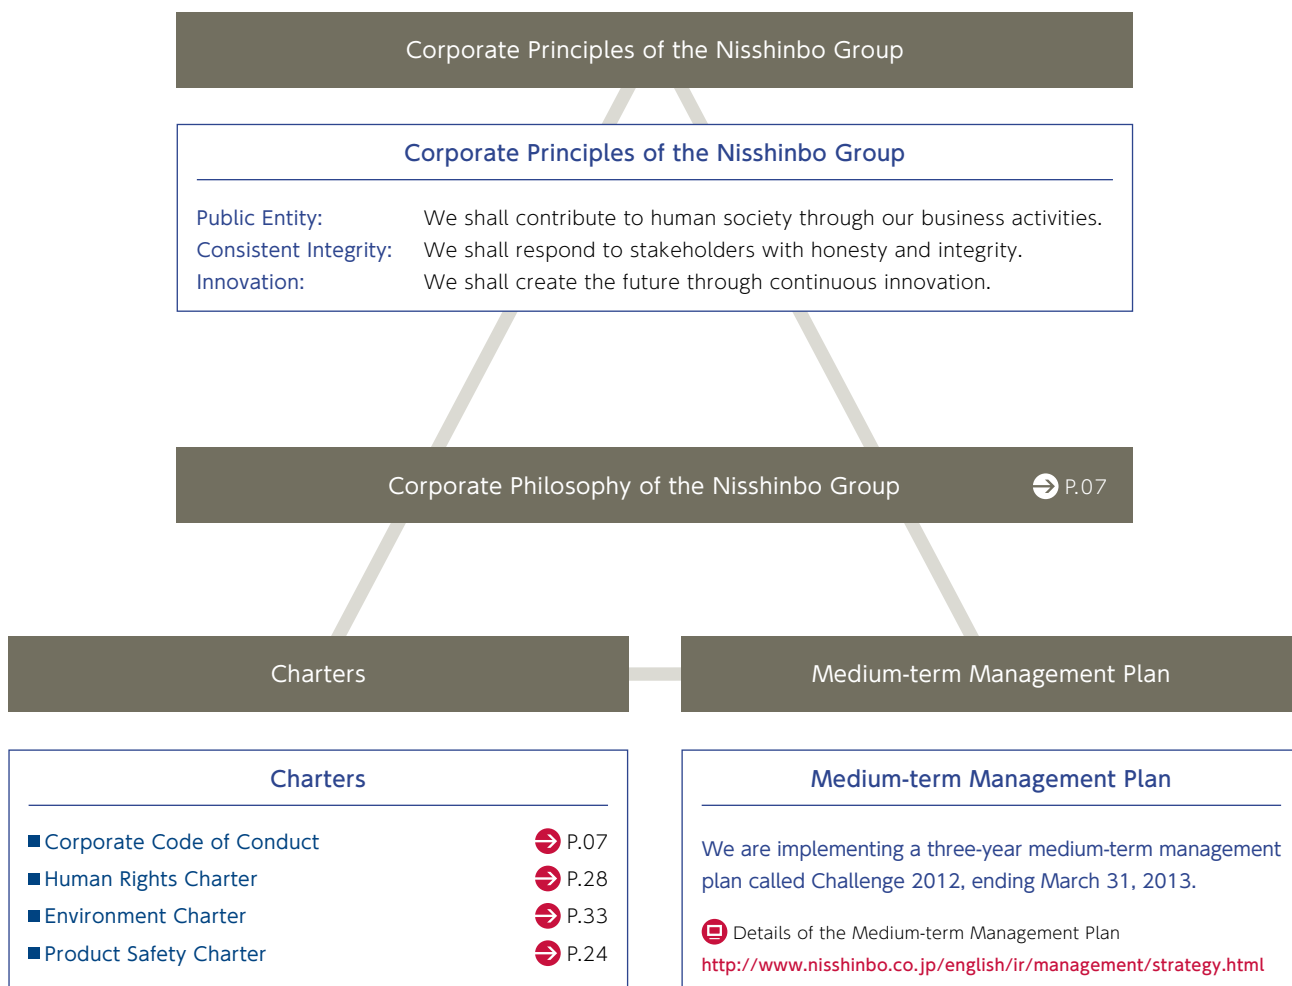 Corporate Principles of the Nisshinbo Group
Corporate Principles of the Nisshinbo Group
Public Entity: We shall contribute to human society through our business activities.
Consistent Integrity: We shall respond to stakeholders with honesty and integrity.
Innovation: We shall create the future through continuous innovation.
Corporate Philosophy of the Nisshinbo Group P.07
Charters
Medium-term Management Plan
Charters
Corporate Code of Conduct P.07
Human Rights Charter P.28
Environment Charter P.33
Product Safety Charter P.24
Medium-term Management Plan
We are implementing a three-year medium-term management
plan called Challenge 2012, ending March 31, 2013.
Details of the Medium-term Management Plan
http://www.nisshinbo.co.jp/english/ir/management/strategy.html